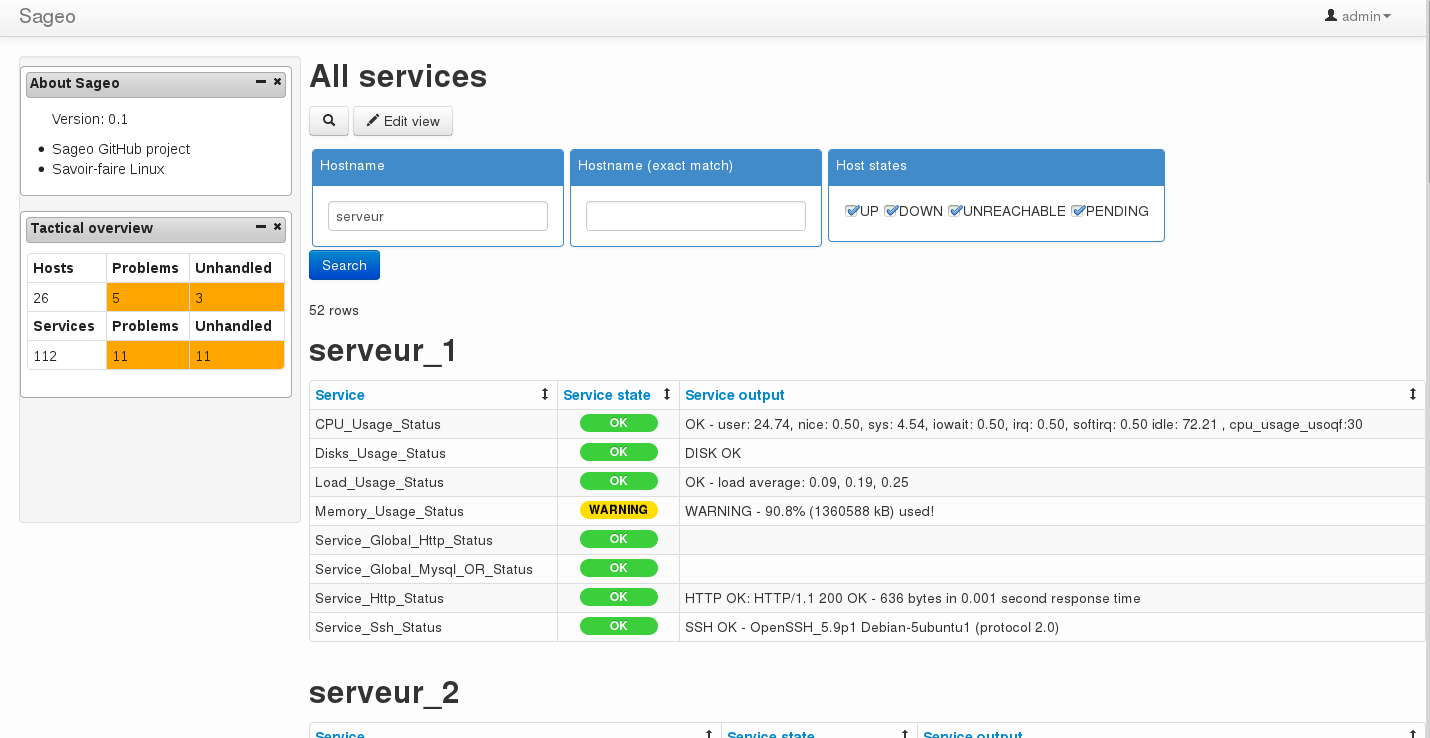 Sageo
admin
About Sageo
Version: 0.1
Sageo GitHub project
Savoir-faire Linux
Tactical overview
Hosts Problems Unhandled
26 5 3
Services Problems Unhandled
112 11 11
All services
Edit view
Hostname Hostname (exact match) Host states
serveur UP DOWN UNREACHABLE PENDING
Search
52 rows
serveur_1
Service Service state Service output
CPU_Usage_Status OK OK - user: 24.74, nice: 0.50, sys: 4.54, iowait: 0.50, irq: 0.50, softirq: 0.50 idle: 72.21 , cpu_usage_usoqf:30
Disks_Usage_Status OK DISK OK
Load_Usage_Status OK OK - load average: 0.09, 0.19, 0.25
Memory_Usage_Status WARNING WARNING - 90.8% (1360588 kB) used!
Service_Global_Http_Status OK
Service_Global_Mysql_OR_Status OK
Service_Http_Status OK HTTP OK: HTTP/1.1 200 OK - 636 bytes in 0.001 second response time
Service_Ssh_Status OK SSH OK - OpenSSH_5.9p1 Debian-5ubuntu1 (protocol 2.0)
serveur_2
Service Service state Service output